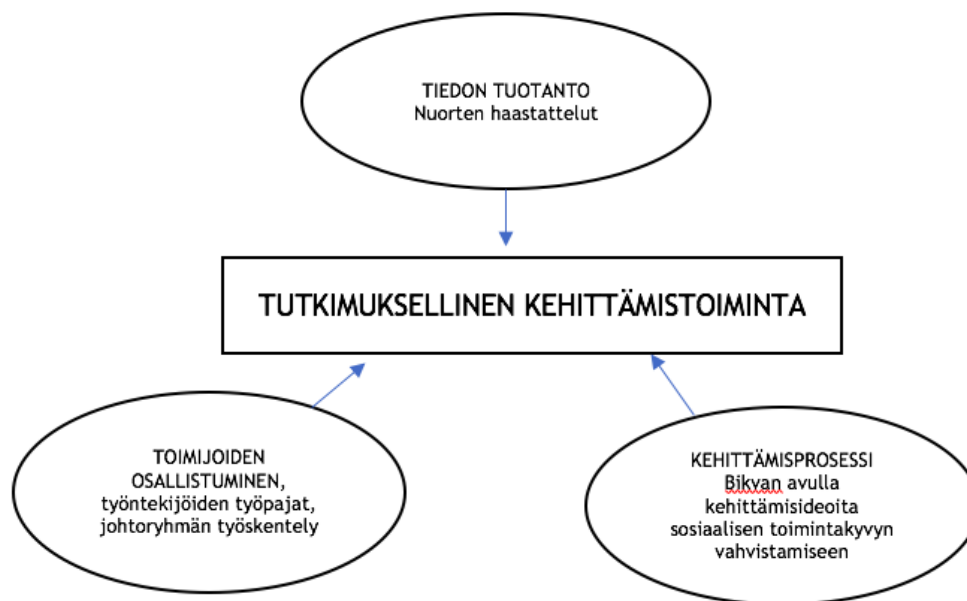 TIEDON TUOTANTO
Nuorten haastattelut
TUTKIMUKSELLINEN KEHITTÄMISTOIMINTA
TOIMIJOIDEN
OSALLISTUMINEN,
työntekijöiden työpajat,
johtoryhmän työskentely
KEHITTÄMISPROSESSI
Bikvan avulla
kehittämisideoita
sosiaalisen toimintakyvyn
vahvistamiseen